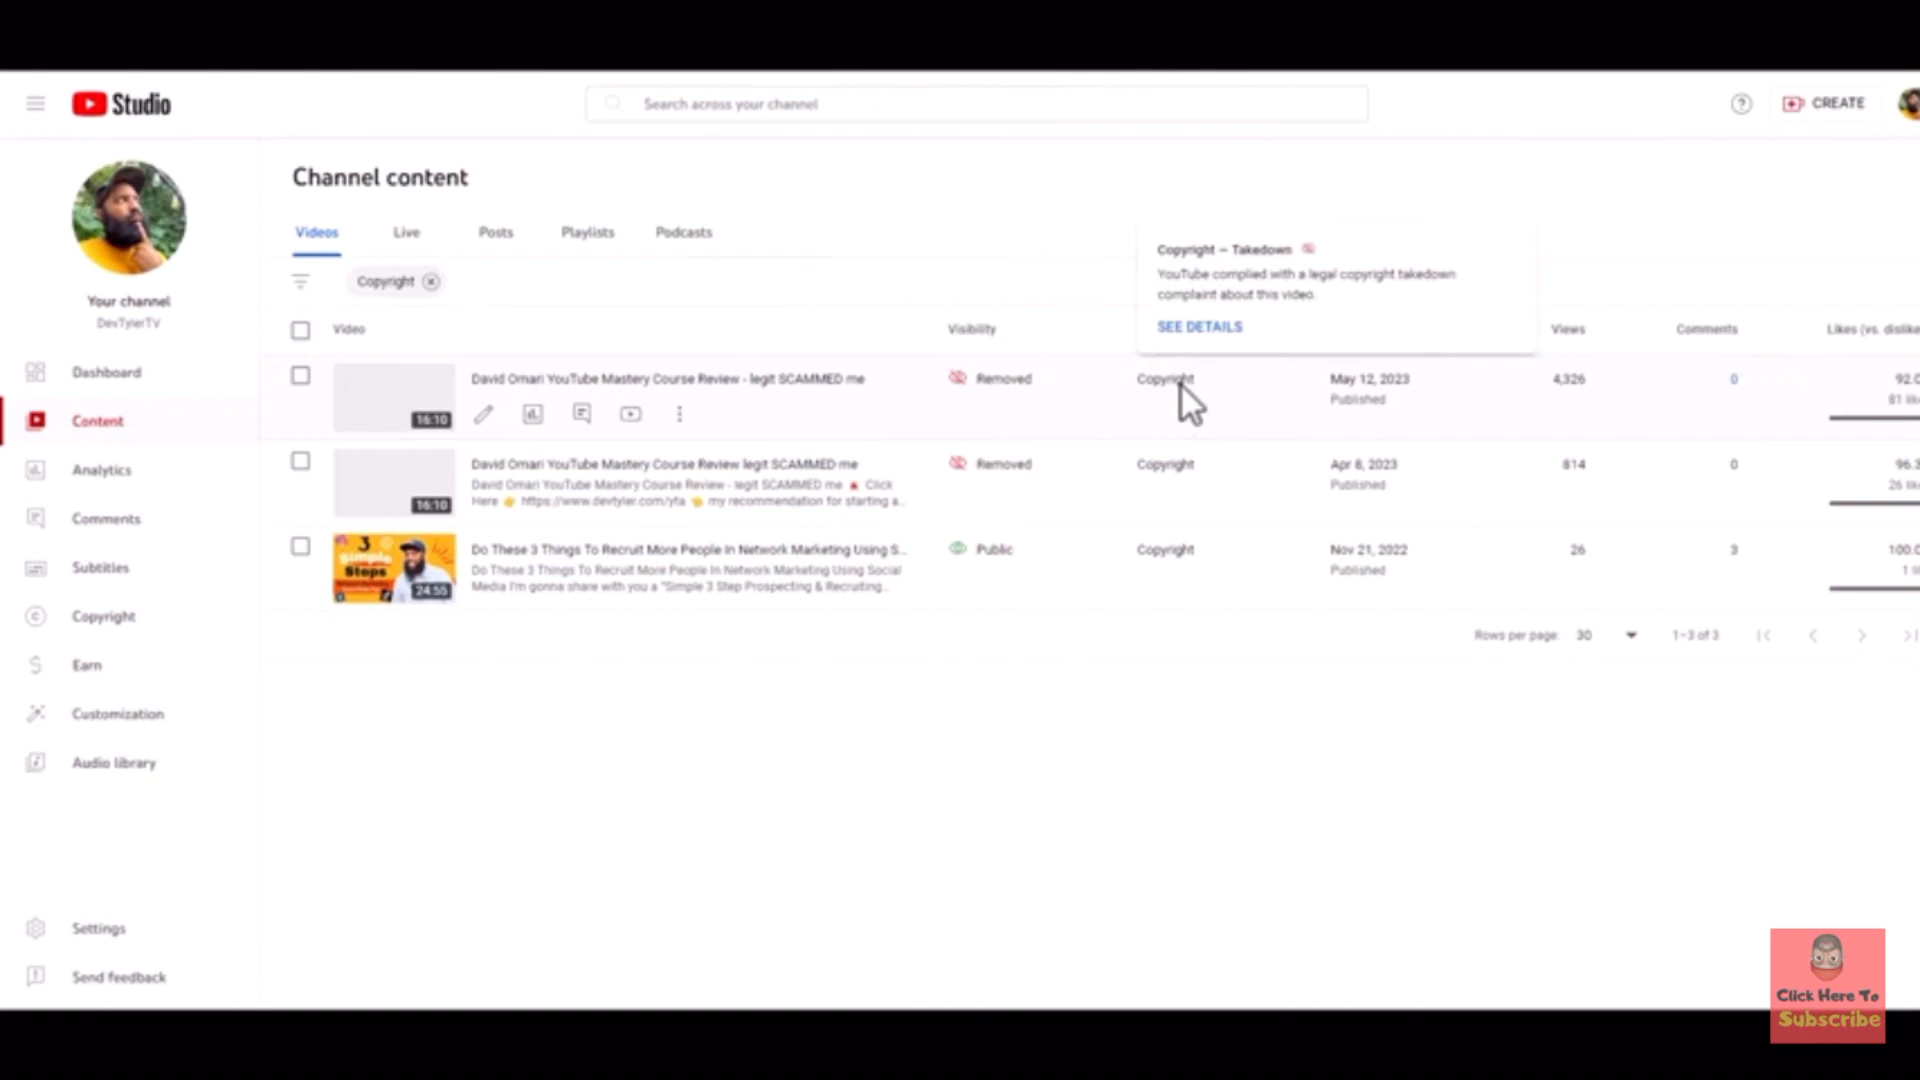 Studio
Search across your channel
CREATE
Channel content
Videos
Live
Posts
Playlists
Podcasts
Your channel
DevTylerTV
Copyright
Copyright – Takedown
YouTube complied with a legal copyright takedown
complaint about this video.
SEE DETAILS
Video
Visibility
Views
Comments
Likes (vs. dislike
Dashboard
Content
Analytics
Comments
Subtitles
Copyright
Earn
Customization
Audio library
Settings
Send feedback
David Omari YouTube Mastery Course Review - legit SCAMMED me
16:10
Removed
Copyright
May 12, 2023
Published
4,326
0
92.0
81 lik
David Omari YouTube Mastery Course Review legit SCAMMED me
David Omari YouTube Mastery Course Review - legit SCAMMED me 🔺 Click
Here 👉 https://www.devtyler.com/yta 👈 my recommendation for starting a...
16:10
Removed
Copyright
Apr 8, 2023
Published
814
0
96.3
26 lik
3
Simple
Steps
24:55
Do These 3 Things To Recruit More People In Network Marketing Using S...
Do These 3 Things To Recruit More People In Network Marketing Using Social
Media I'm gonna share with you a "Simple 3 Step Prospecting & Recruiting...
Public
Copyright
Nov 21, 2022
Published
26
3
100.0
1 li
Rows per page: 30
1–3 of 3
Click Here To
Subscribe